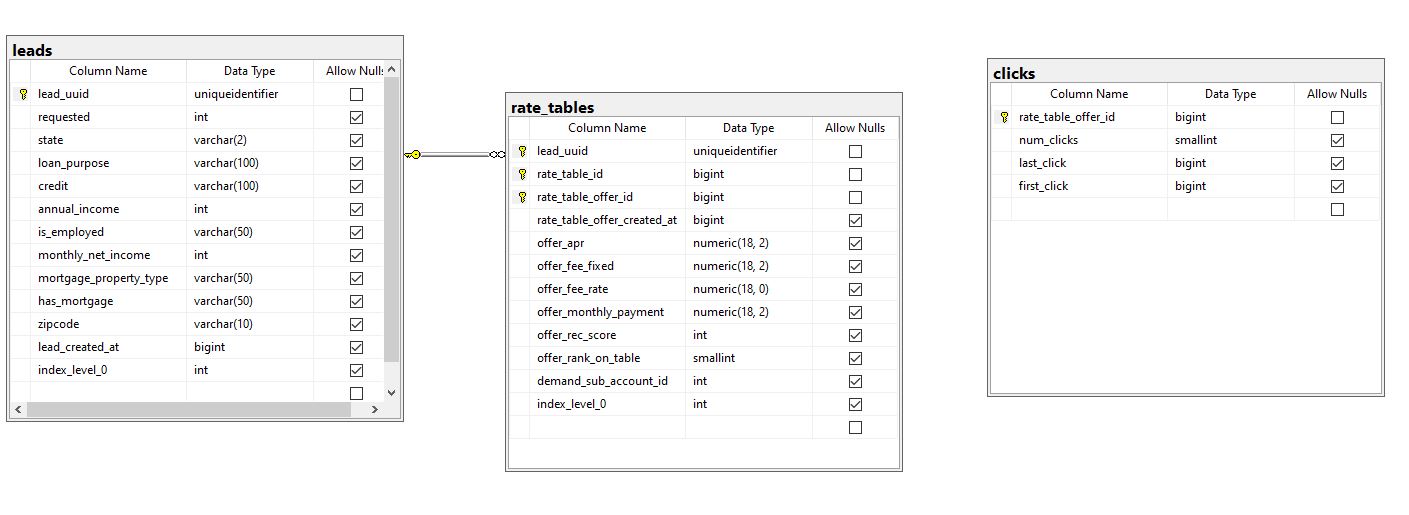 leads
Column Name Data Type Allow Nulls
lead_uuid uniqueidentifier
requested int
state varchar(2)
loan_purpose varchar(100)
credit varchar(100)
annual_income int
is_employed varchar(50)
monthly_net_income int
mortgage_property_type varchar(50)
has_mortgage varchar(50)
zipcode varchar(10)
lead_created_at bigint
index_level_0 int
rate_tables
Column Name Data Type Allow Nulls
lead_uuid uniqueidentifier
rate_table_id bigint
rate_table_offer_id bigint
rate_table_offer_created_at bigint
offer_apr numeric(18, 2)
offer_fee_fixed numeric(18, 2)
offer_fee_rate numeric(18, 0)
offer_monthly_payment numeric(18, 2)
offer_rec_score int
offer_rank_on_table smallint
demand_sub_account_id int
index_level_0 int
clicks
Column Name Data Type Allow Nulls
rate_table_offer_id bigint
num_clicks smallint
last_click bigint
first_click bigint